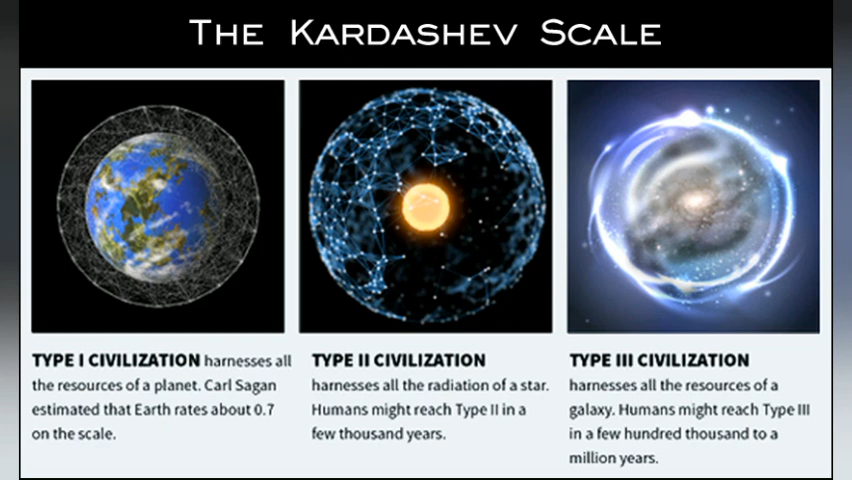 THE KARDASHEV SCALE
TYPE I CIVILIZATION harnesses all
the resources of a planet. Carl Sagan
estimated that Earth rates about 0.7
on the scale.
TYPE II CIVILIZATION
harnesses all the radiation of a star.
Humans might reach Type II in a
few thousand years.
TYPE III CIVILIZATION
harnesses all the resources of a
galaxy. Humans might reach Type III
in a few hundred thousand to a
million years.